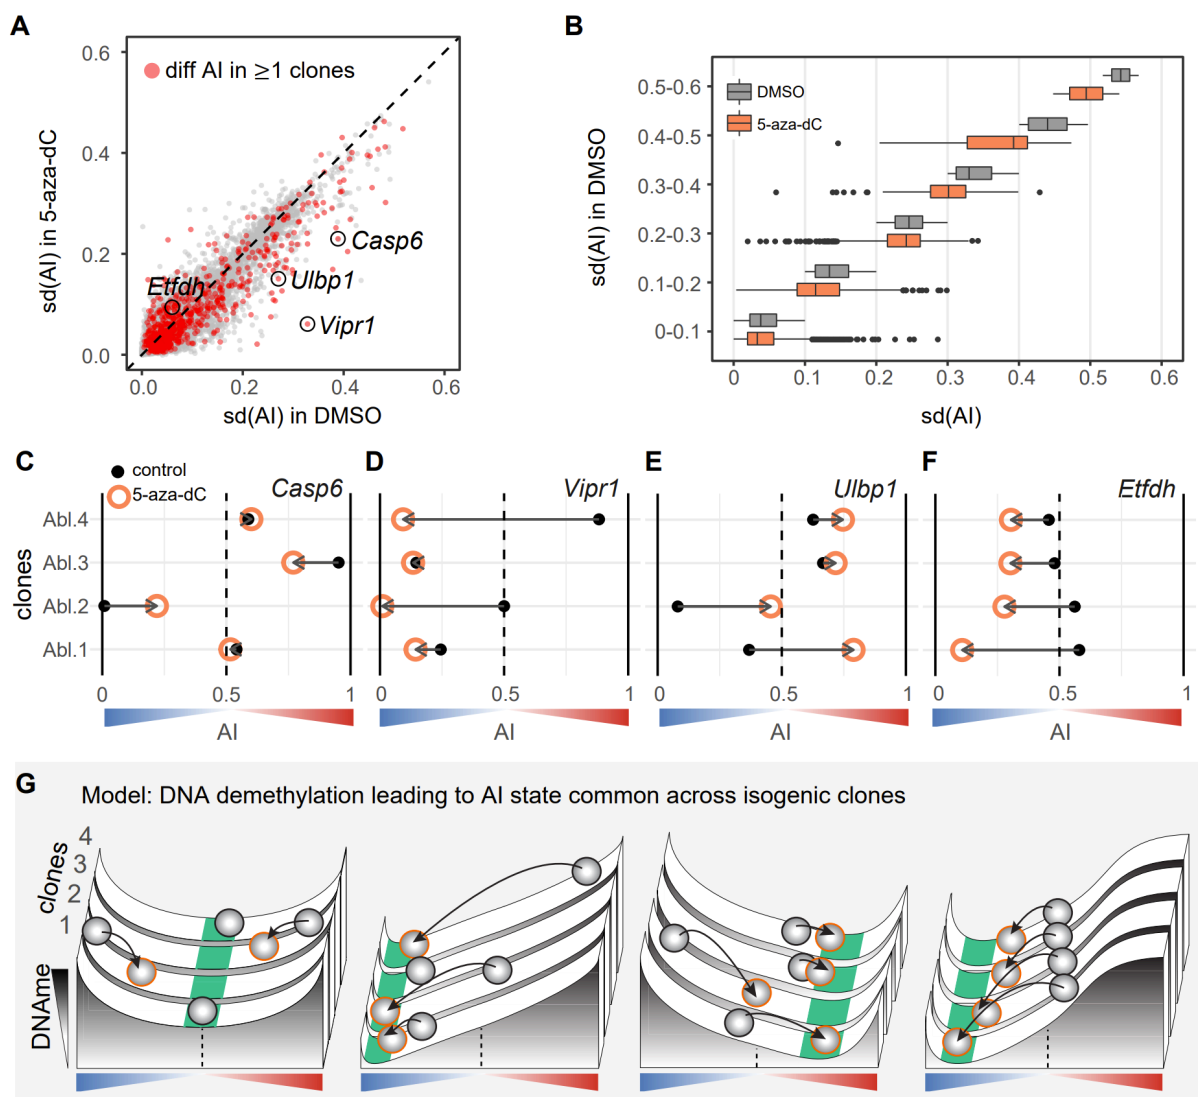 A
B
0.6
0.4
0.2
0.0
sd(AI) in 5-aza-dC
diff AI in ≥1 clones
Casp6
Ulbp1
Etfdh
Vipr1
0.0 0.2 0.4 0.6
sd(AI) in DMSO
sd(AI) in DMSO
0.5-0.6
0.4-0.5
0.3-0.4
0.2-0.3
0.1-0.2
0-0.1
DMSO
5-aza-dC
0 0.1 0.2 0.3 0.4 0.5 0.6
sd(AI)
C
control
5-aza-dC
Casp6
D
Vipr1
E
Ulbp1
F
Etfdh
clones
Abl.4
Abl.3
Abl.2
Abl.1
0 0.5 1
AI
0 0.5 1
AI
0 0.5 1
AI
0 0.5 1
AI
G
Model: DNA demethylation leading to AI state common across isogenic clones
clones
4
3
2
1
DNAme